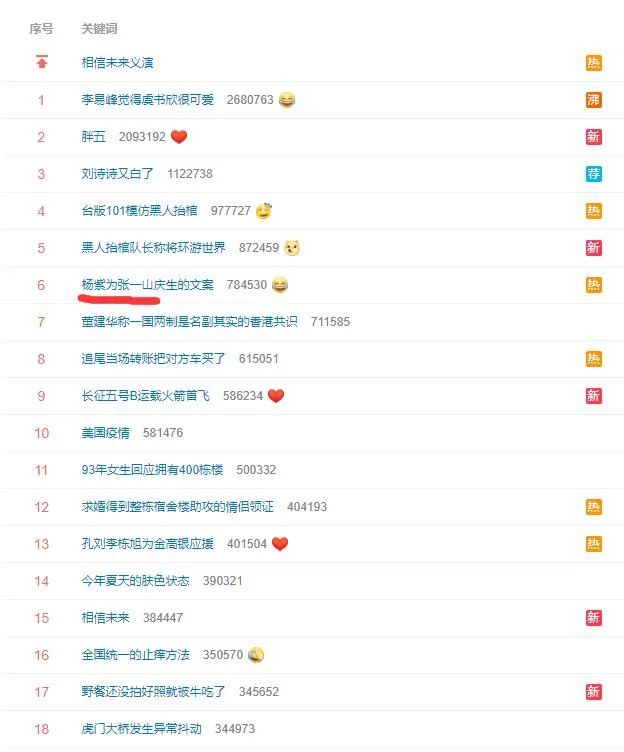 序号 关键词
相信未来义演 热
1 李易峰觉得虞书欣很可爱 2680763 沸
2 胖五 2093192 新
3 刘诗诗又白了 1122738 荐
4 台版101模仿黑人抬棺 977727 热
5 黑人抬棺队长称将环游世界 872459 新
6 杨紫为张一山庆生的文案 784530 热
7 董建华称一国两制是名副其实的香港共识 711585
8 追尾当场转账把对方车买了 615051 热
9 长征五号B运载火箭首飞 586234 新
10 美国疫情 581476
11 93年女生回应拥有400栋楼 500332
12 求婚得到整栋宿舍楼助攻的情侣领证 404193 热
13 孔刘李栋旭为金高银应援 401504 热
14 今年夏天的肤色状态 390321
15 相信未来 384447 新
16 全国统一的止痒方法 350570
17 野餐还没拍好照就被牛吃了 345652 新
18 虎门大桥发生异常抖动 344973